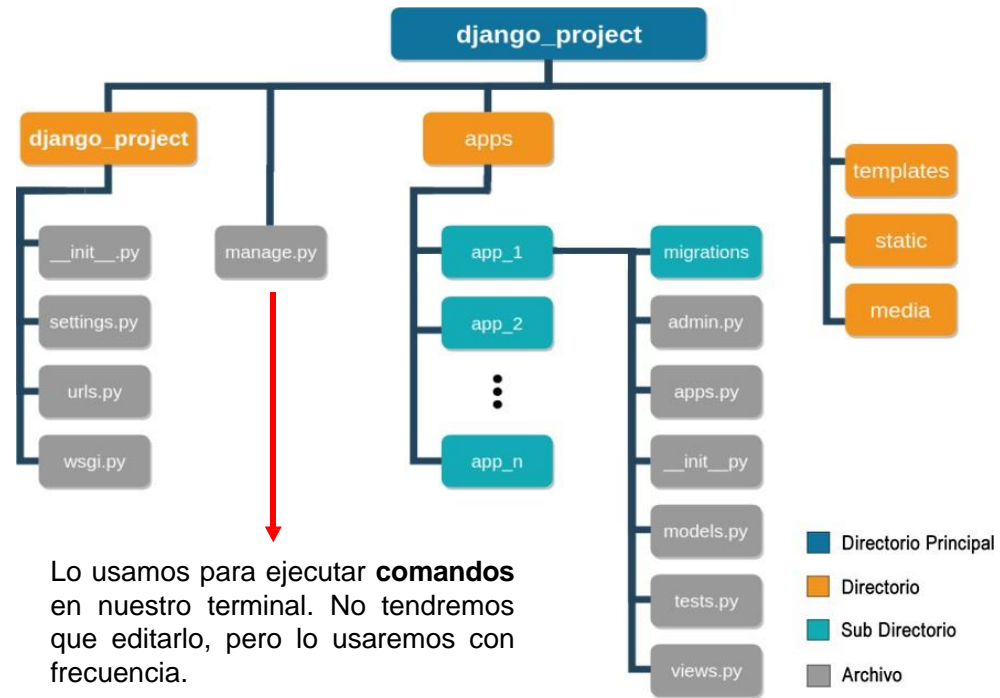 django_project
django_project
apps
templates
static
media
__init__.py
settings.py
urls.py
wsgi.py
manage.py
app_1
app_2
app_n
migrations
admin.py
apps.py
__init__py
models.py
tests.py
views.py
Lo usamos para ejecutar comandos
en nuestro terminal. No tendremos
que editarlo, pero lo usaremos con
frecuencia.
Directorio Principal
Directorio
Sub Directorio
Archivo